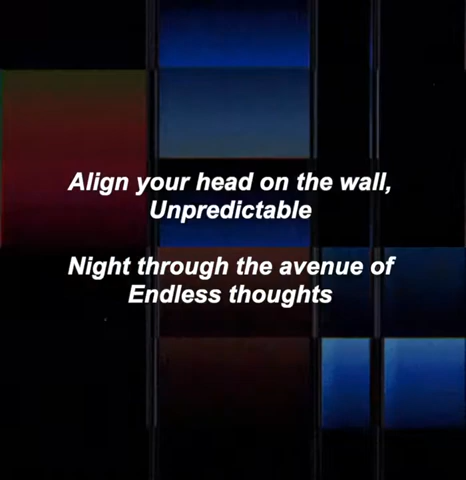 Align your head on the wall,
Unpredictable
Night through the avenue of
Endless thoughts